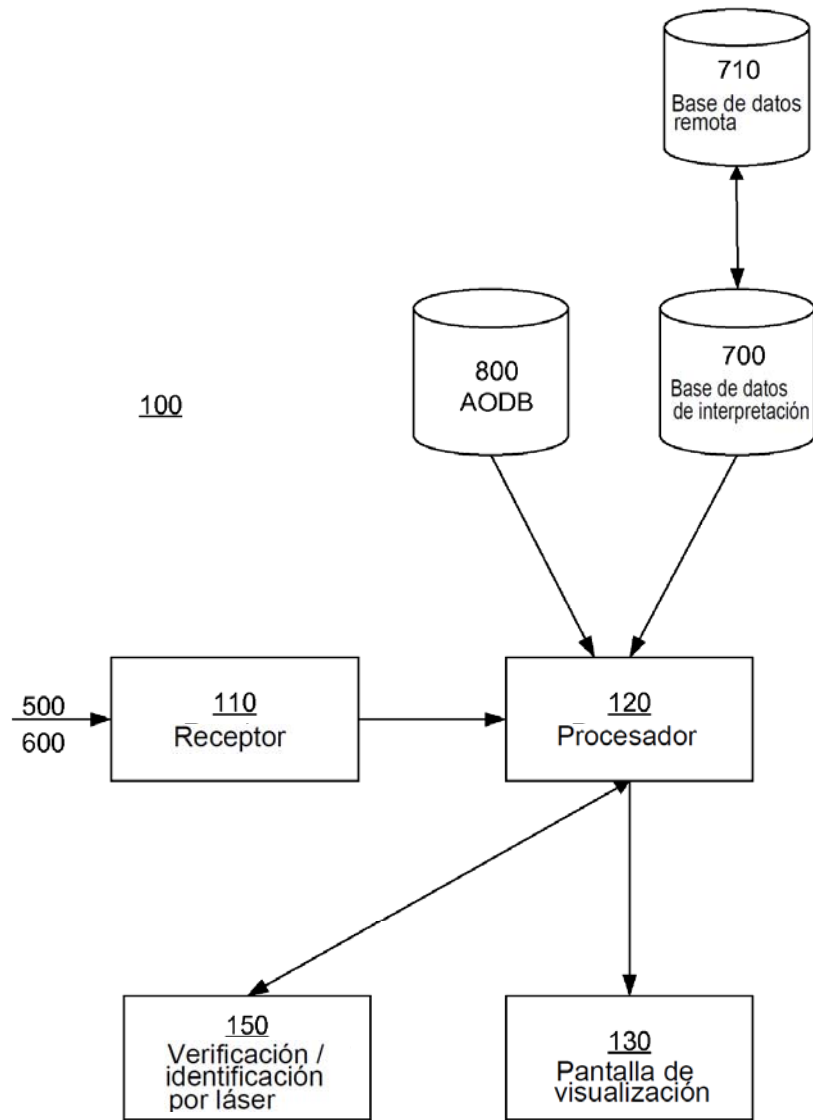 710
Base de datos
remota
800
AODB
700
Base de datos
de interpretación
100
500
600
110
Receptor
120
Procesador
150
Verificación /
identificación
por láser
130
Pantalla de
visualización